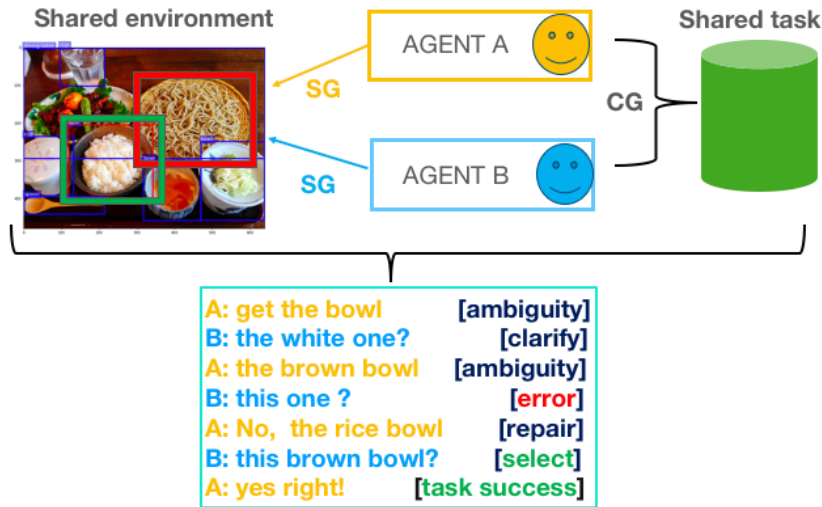 Shared environment
AGENT A
Shared task
SG
CG
AGENT B
SG
A: get the bowl [ambiguity]
B: the white one? [clarify]
A: the brown bowl [ambiguity]
B: this one ? [error]
A: No, the rice bowl [repair]
B: this brown bowl? [select]
A: yes right! [task success]